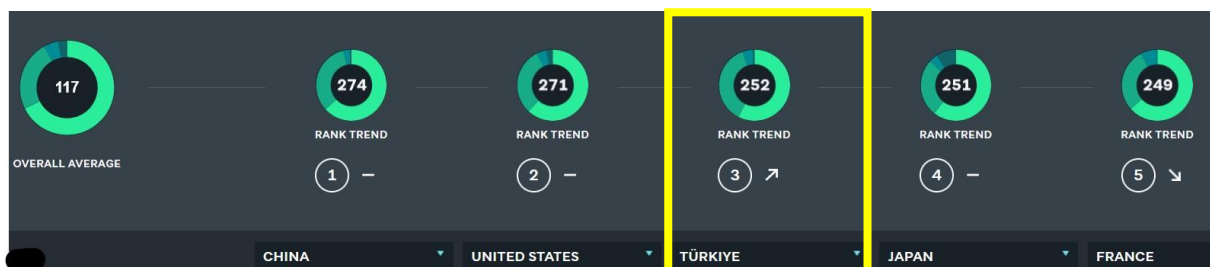 117
OVERALL AVERAGE
274
RANK TREND
1 –
CHINA
271
RANK TREND
2 –
UNITED STATES
252
RANK TREND
3 ↗
TÜRKIYE
251
RANK TREND
4 –
JAPAN
249
RANK TREND
5 ↘
FRANCE